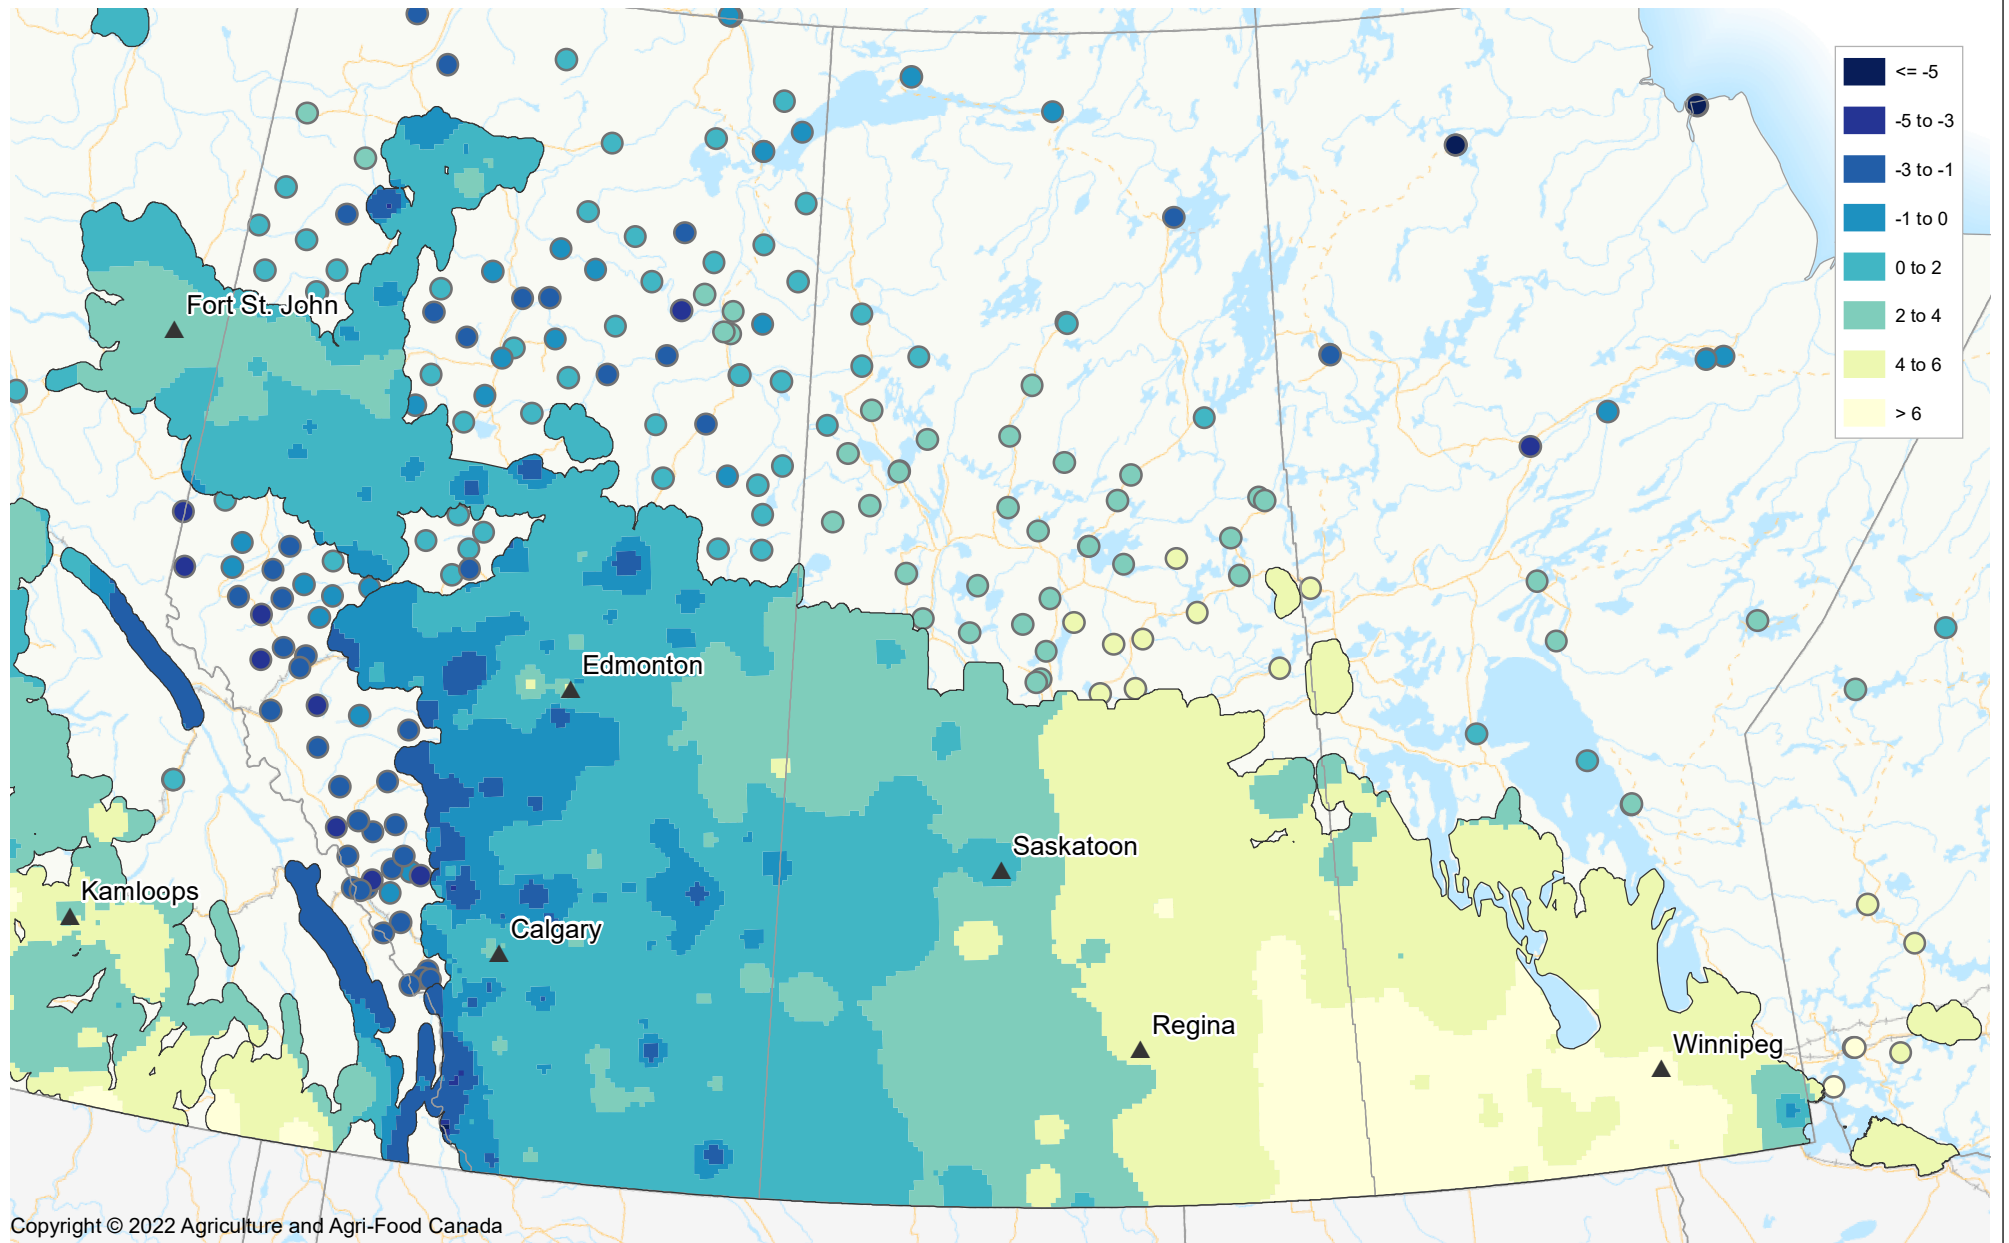 <= -5
-5 to -3
-3 to -1
-1 to 0
0 to 2
2 to 4
4 to 6
> 6
Fort St. John
Edmonton
Saskatoon
Kamloops
Calgary
Regina
Winnipeg
Copyright © 2022 Agriculture and Agri-Food Canada